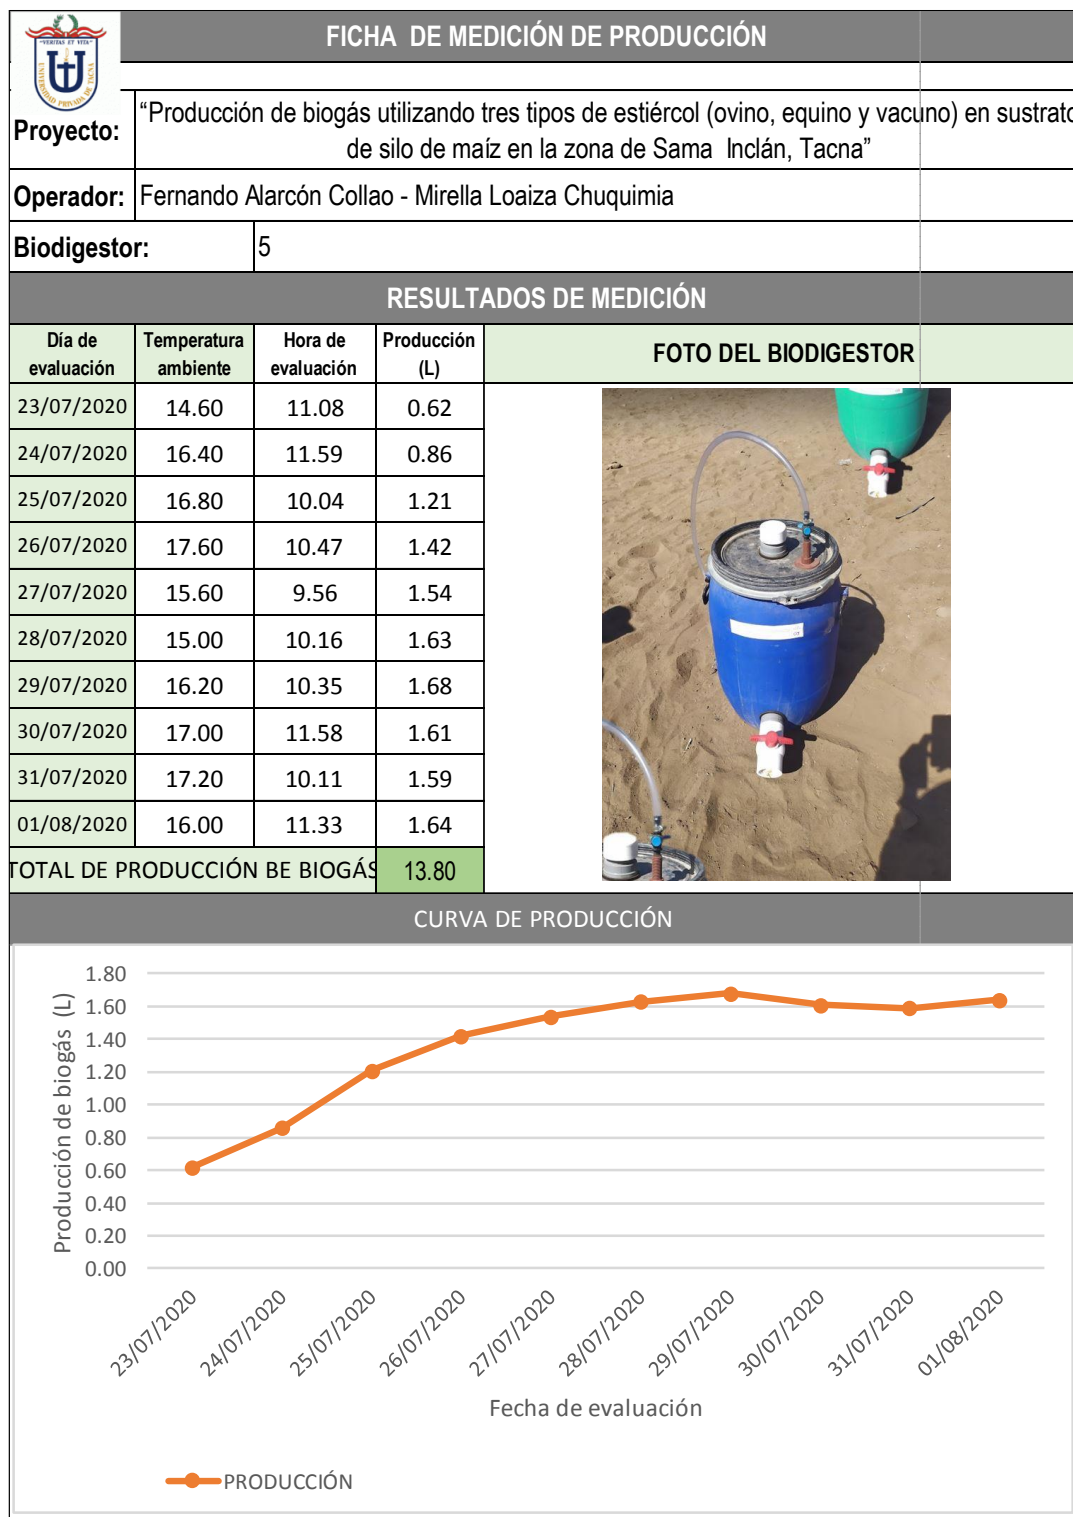 FICHA DE MEDICIÓN DE PRODUCCIÓN
"VERITAS ET VITA"
UNIVERSIDAD PRIVADA DE TACNA
Proyecto:
“Producción de biogás utilizando tres tipos de estiércol (ovino, equino y vacuno) en sustrato
de silo de maíz en la zona de Sama Inclán, Tacna”
Operador: Fernando Alarcón Collao - Mirella Loaiza Chuquimia
Biodigestor: 5
RESULTADOS DE MEDICIÓN
Día de evaluación Temperatura ambiente Hora de evaluación Producción (L) FOTO DEL BIODIGESTOR
23/07/2020 14.60 11.08 0.62
24/07/2020 16.40 11.59 0.86
25/07/2020 16.80 10.04 1.21
26/07/2020 17.60 10.47 1.42
27/07/2020 15.60 9.56 1.54
28/07/2020 15.00 10.16 1.63
29/07/2020 16.20 10.35 1.68
30/07/2020 17.00 11.58 1.61
31/07/2020 17.20 10.11 1.59
01/08/2020 16.00 11.33 1.64
TOTAL DE PRODUCCIÓN BE BIOGÁS 13.80
CURVA DE PRODUCCIÓN
Producción de biogás (L)
1.80
1.60
1.40
1.20
1.00
0.80
0.60
0.40
0.20
0.00
23/07/2020
24/07/2020
25/07/2020
26/07/2020
27/07/2020
28/07/2020
29/07/2020
30/07/2020
31/07/2020
01/08/2020
Fecha de evaluación
PRODUCCIÓN